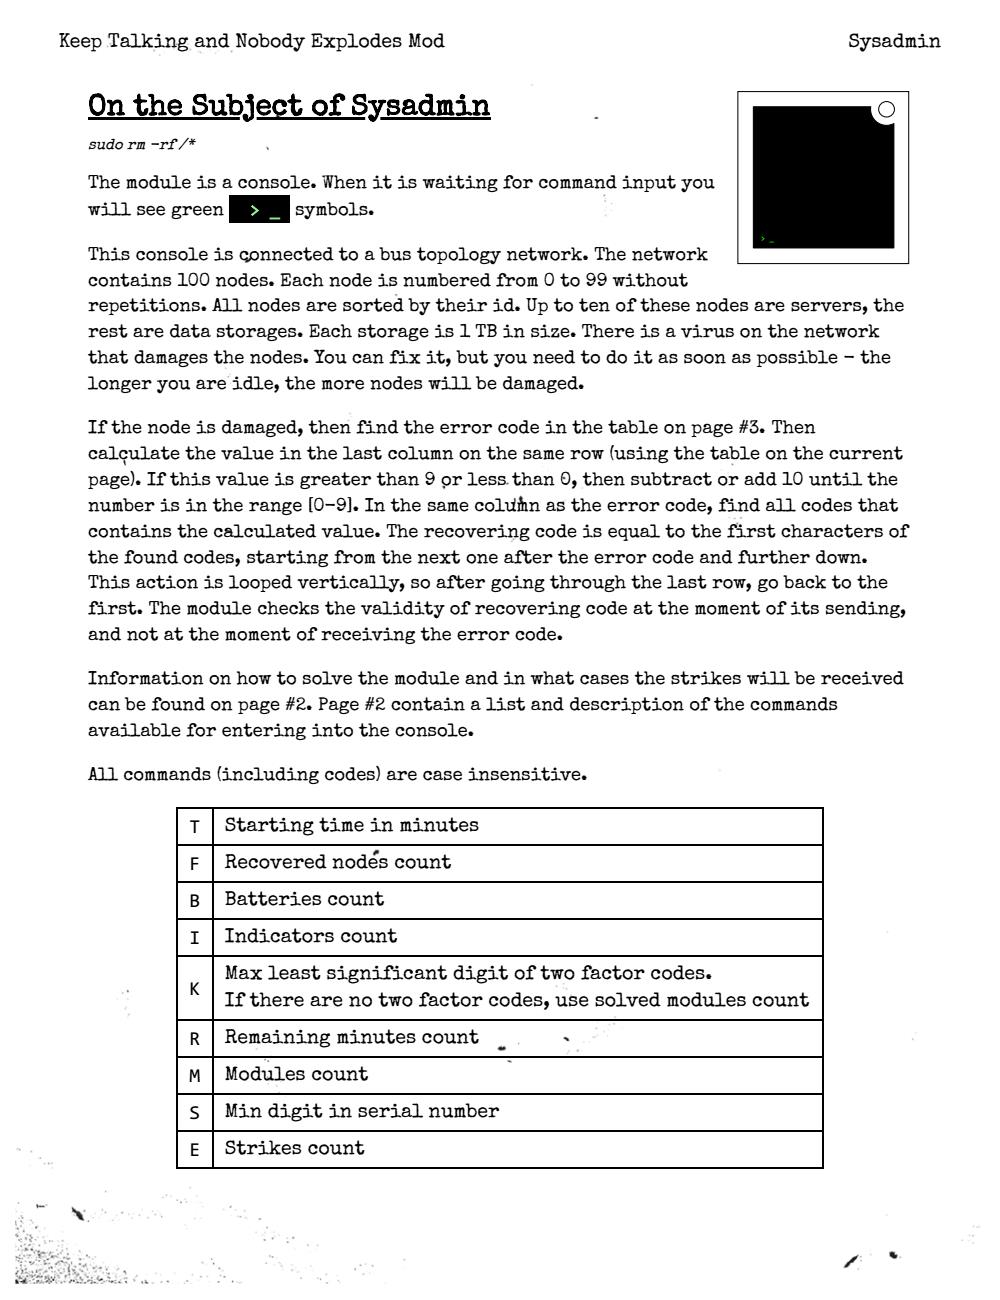 Keep Talking and Nobody Explodes Mod
Sysadmin
On the Subject of Sysadmin
sudo rm -rf /*
The module is a console. When it is waiting for command input you
will see green > _ symbols.
> _
This console is connected to a bus topology network. The network
contains 100 nodes. Each node is numbered from 0 to 99 without
repetitions. All nodes are sorted by their id. Up to ten of these nodes are servers, the
rest are data storages. Each storage is 1 TB in size. There is a virus on the network
that damages the nodes. You can fix it, but you need to do it as soon as possible – the
longer you are idle, the more nodes will be damaged.
If the node is damaged, then find the error code in the table on page #3. Then
calculate the value in the last column on the same row (using the table on the current
page). If this value is greater than 9 or less than 0, then subtract or add 10 until the
number is in the range [0-9]. In the same column as the error code, find all codes that
contains the calculated value. The recovering code is equal to the first characters of
the found codes, starting from the next one after the error code and further down.
This action is looped vertically, so after going through the last row, go back to the
first. The module checks the validity of recovering code at the moment of its sending,
and not at the moment of receiving the error code.
Information on how to solve the module and in what cases the strikes will be received
can be found on page #2. Page #2 contain a list and description of the commands
available for entering into the console.
All commands (including codes) are case insensitive.
T Starting time in minutes
F Recovered nodes count
B Batteries count
I Indicators count
K Max least significant digit of two factor codes.
If there are no two factor codes, use solved modules count
R Remaining minutes count
M Modules count
S Min digit in serial number
E Strikes count